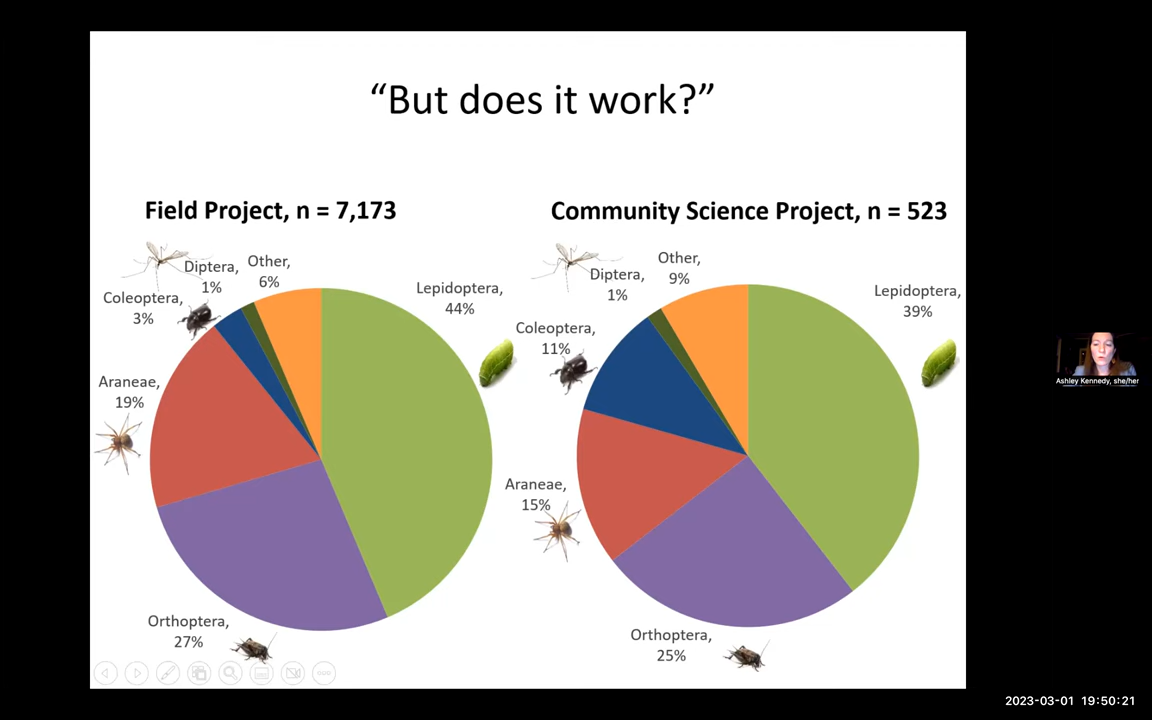 “But does it work?”
Field Project, n = 7,173
Diptera,
1%
Other,
6%
Lepidoptera,
44%
Coleoptera,
3%
Araneae,
19%
Orthoptera,
27%
Community Science Project, n = 523
Diptera,
1%
Other,
9%
Lepidoptera,
39%
Coleoptera,
11%
Araneae,
15%
Orthoptera,
25%
Ashley Kennedy, she/her
2023-03-01 19:50:21